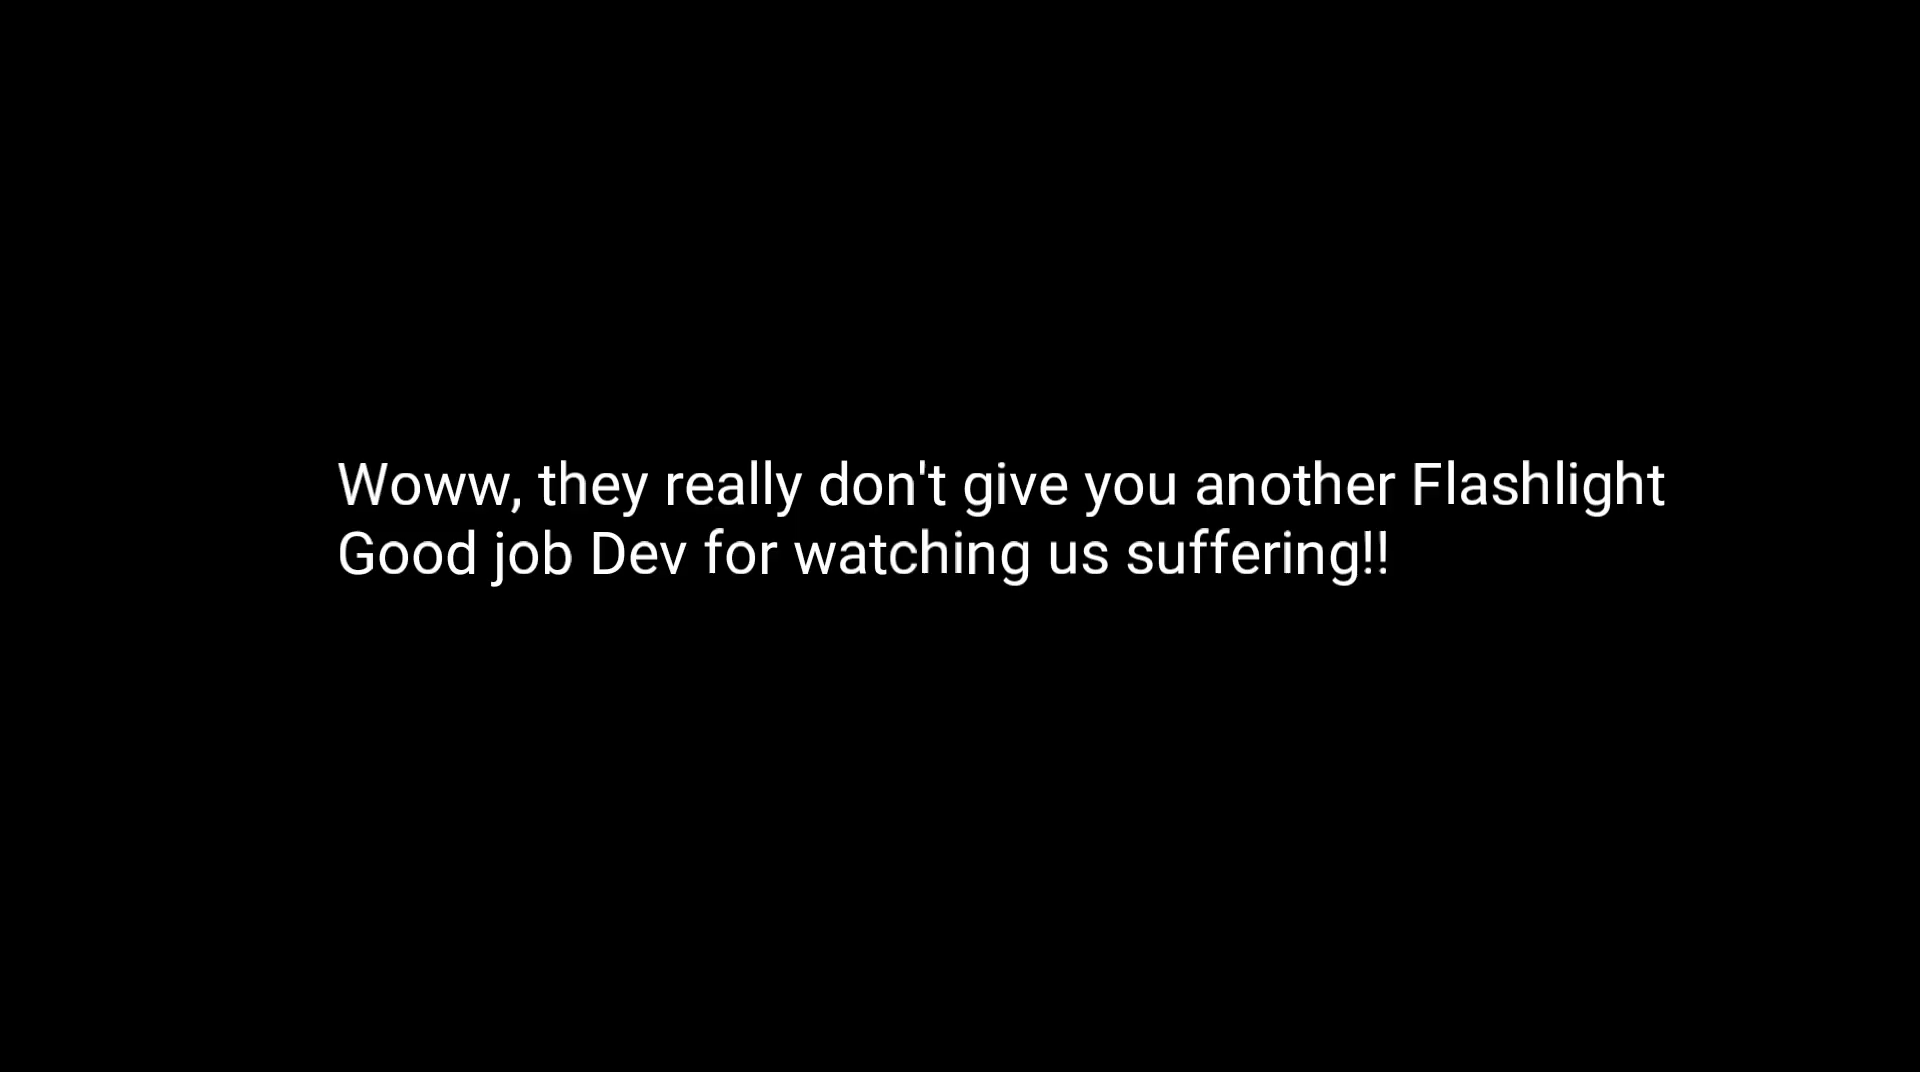 Woww, they really don't give you another Flashlight
Good job Dev for watching us suffering!!